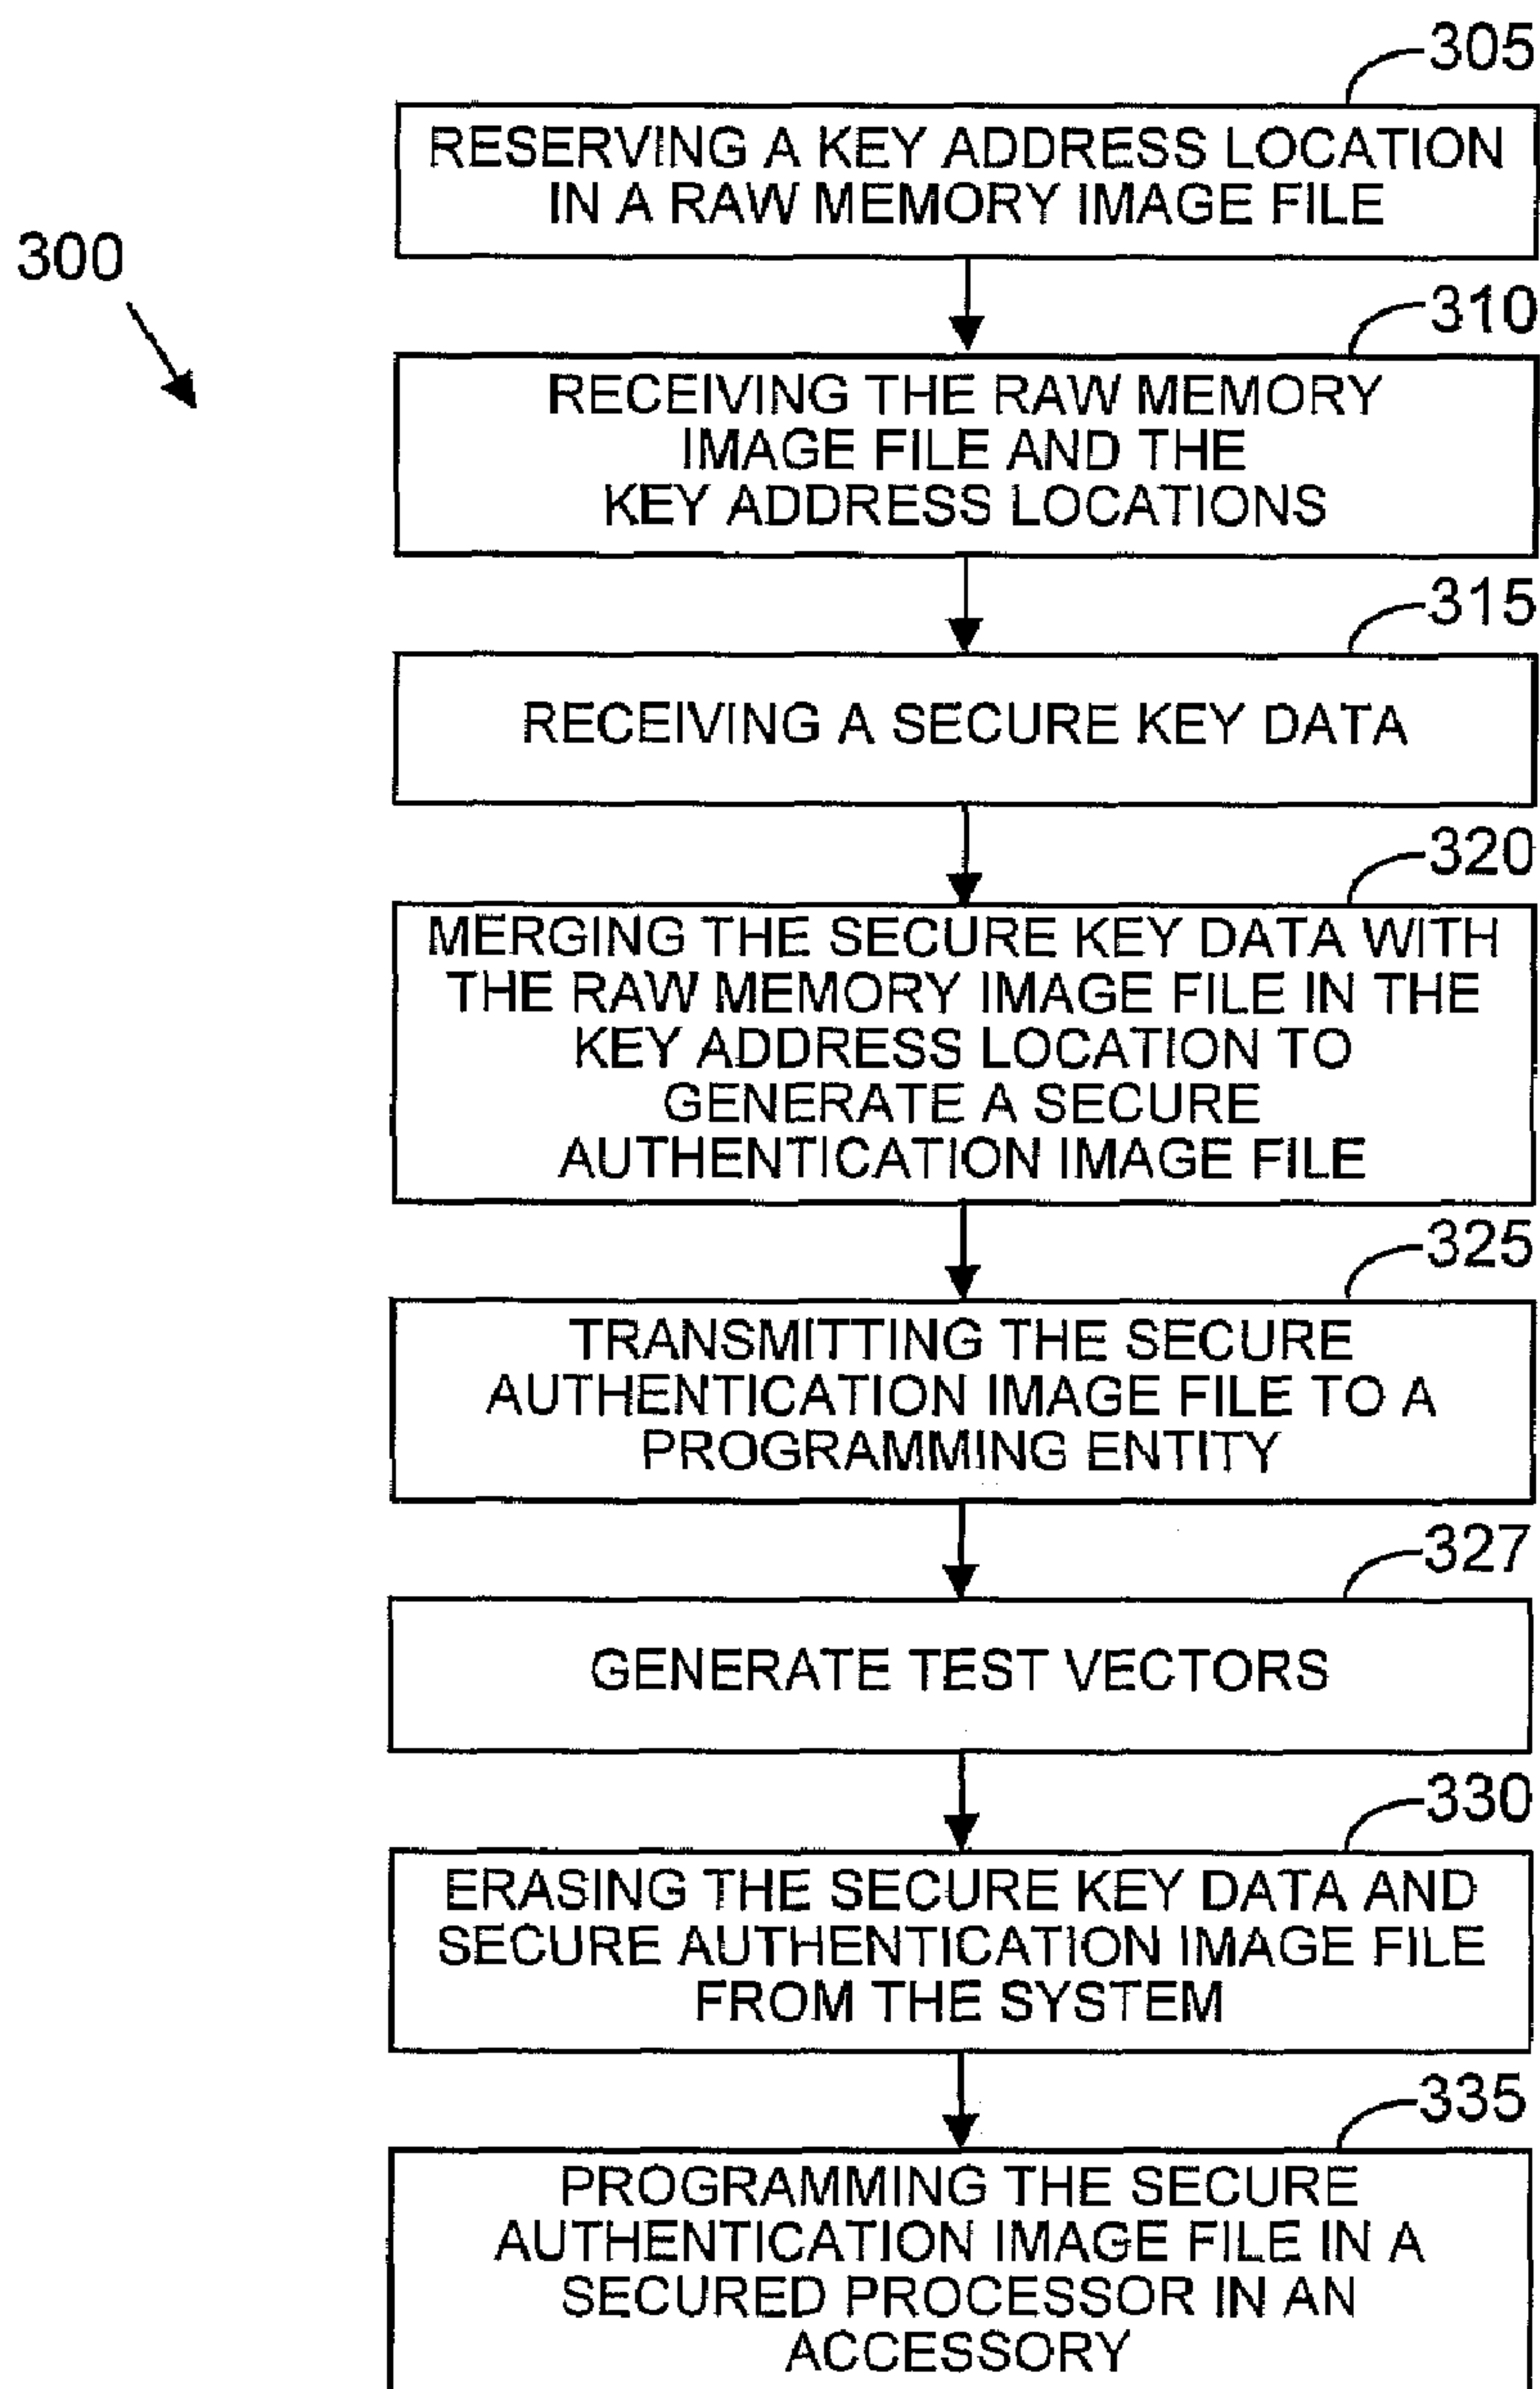 305
RESERVING A KEY ADDRESS LOCATION
IN A RAW MEMORY IMAGE FILE
300
310
RECEIVING THE RAW MEMORY
IMAGE FILE AND THE
KEY ADDRESS LOCATIONS
315
RECEIVING A SECURE KEY DATA
320
MERGING THE SECURE KEY DATA WITH
THE RAW MEMORY IMAGE FILE IN THE
KEY ADDRESS LOCATION TO
GENERATE A SECURE
AUTHENTICATION IMAGE FILE
325
TRANSMITTING THE SECURE
AUTHENTICATION IMAGE FILE TO A
PROGRAMMING ENTITY
327
GENERATE TEST VECTORS
330
ERASING THE SECURE KEY DATA AND
SECURE AUTHENTICATION IMAGE FILE
FROM THE SYSTEM
335
PROGRAMMING THE SECURE
AUTHENTICATION IMAGE FILE IN A
SECURED PROCESSOR IN AN
ACCESSORY